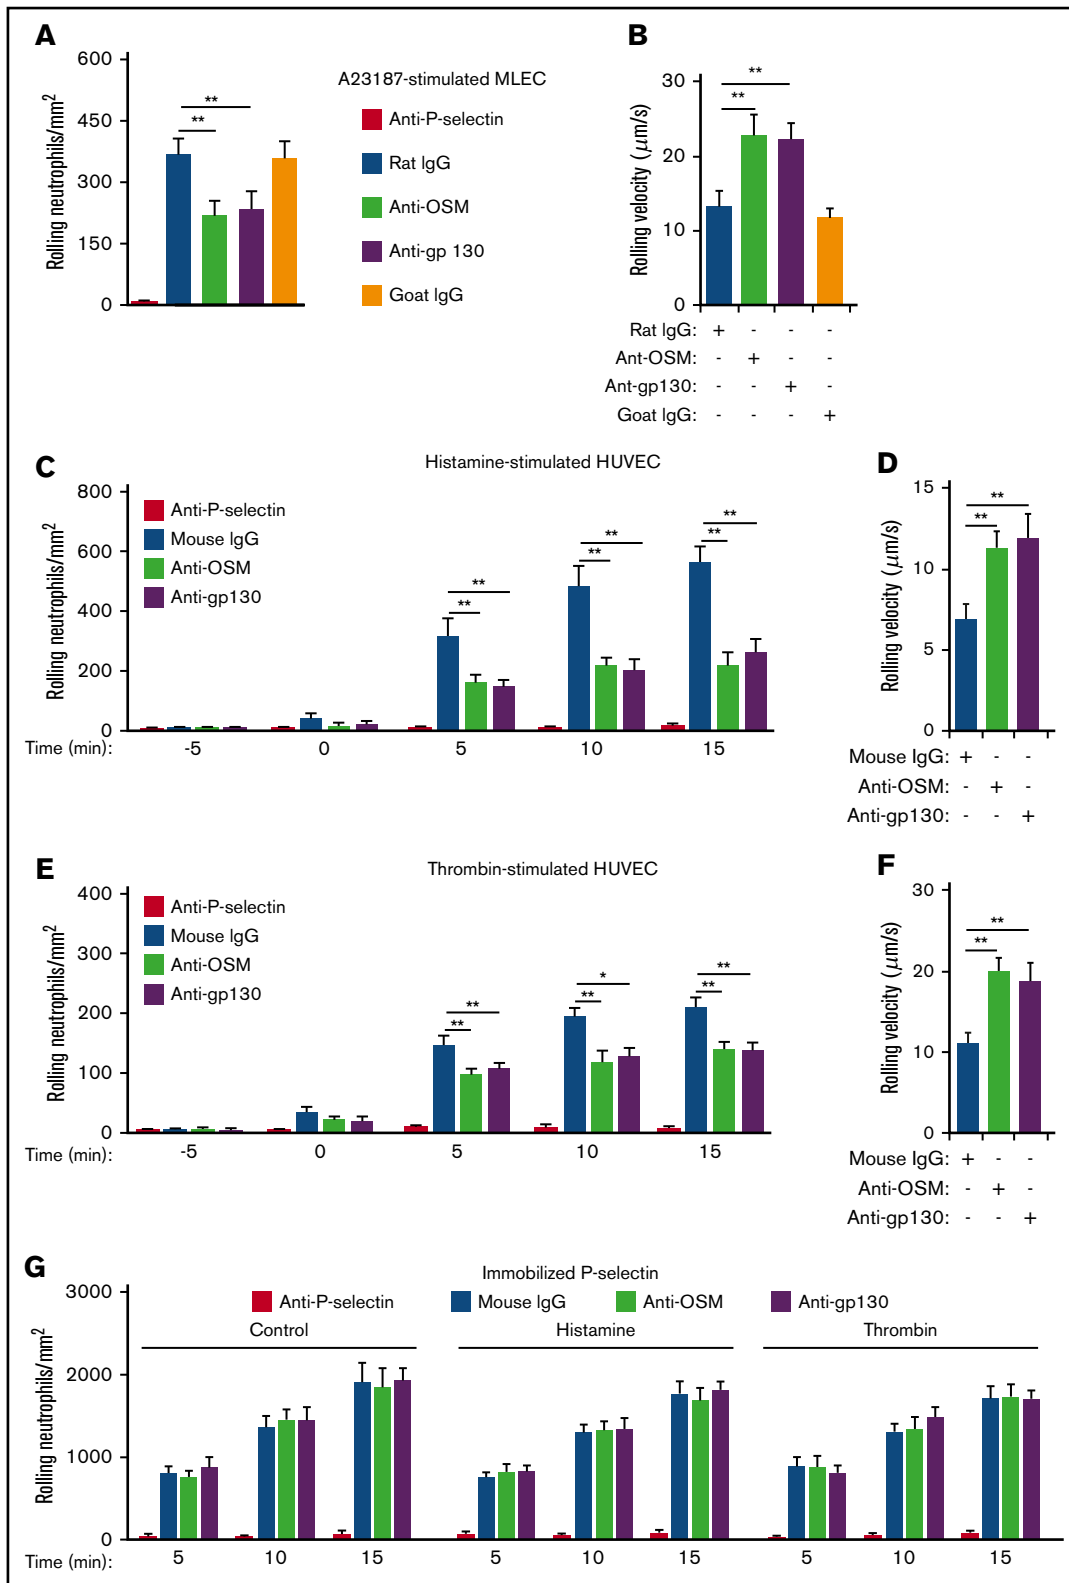 A
600
450
300
150
0
Rolling neutrophils/mm2
** **
A23187-stimulated MLEC
Anti-P-selectin
Rat IgG
Anti-OSM
Anti-gp 130
Goat IgG
B
30
20
10
0
Rolling velocity (μm/s)
** **
Rat IgG: + - - -
Ant-OSM: - + - -
Ant-gp130: - - + -
Goat IgG: - - - +
C
Histamine-stimulated HUVEC
800
600
400
200
0
Rolling neutrophils/mm2
Anti-P-selectin
Mouse IgG
Anti-OSM
Anti-gp130
** ** ** ** ** **
Time (min): -5 0 5 10 15
D
15
10
5
0
Rolling velocity (μm/s)
** **
Mouse IgG: + - -
Anti-OSM: - + -
Anti-gp130: - - +
E
Thrombin-stimulated HUVEC
400
300
200
100
0
Rolling neutrophils/mm2
Anti-P-selectin
Mouse IgG
Anti-OSM
Anti-gp130
** ** * ** ** **
Time (min): -5 0 5 10 15
F
30
20
10
0
Rolling velocity (μm/s)
** **
Mouse IgG: + - -
Anti-OSM: - + -
Anti-gp130: - - +
G
Immobilized P-selectin
3000
2000
1000
0
Rolling neutrophils/mm2
Anti-P-selectin Mouse IgG Anti-OSM Anti-gp130
Control Histamine Thrombin
Time (min): 5 10 15 5 10 15 5 10 15